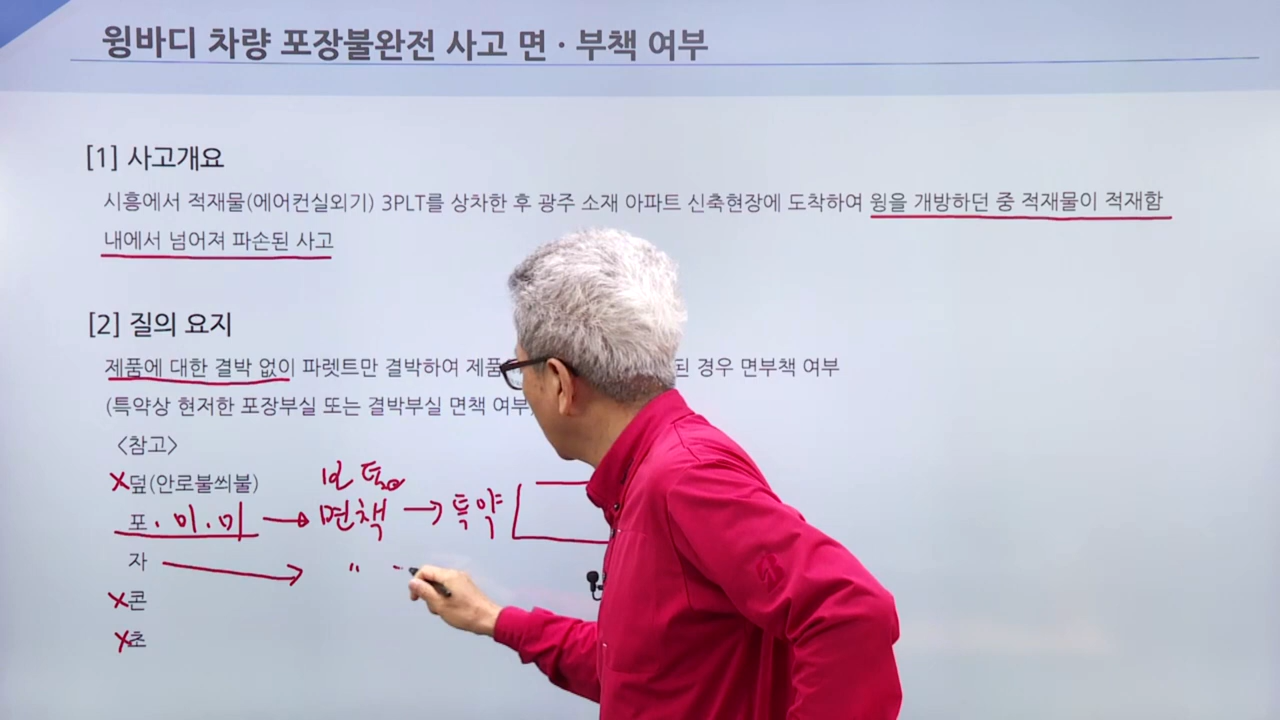 윙바디 차량 포장불완전 사고 면 · 부책 여부
[1] 사고개요
시흥에서 적재물(에어컨실외기) 3PLT를 상차한 후 광주 소재 아파트 신축현장에 도착하여 윙을 개방하던 중 적재물이 적재함
내에서 넘어져 파손된 사고
[2] 질의 요지
제품에 대한 결박 없이 파렛트만 결박하여 제품 된 경우 면부책 여부
(특약상 현저한 포장부실 또는 결박부실 면책 여부
〈참고〉
X덮(안로불씌불)
보통
포.미.미 → 면책 → 특약
자 → "
X콘
X초